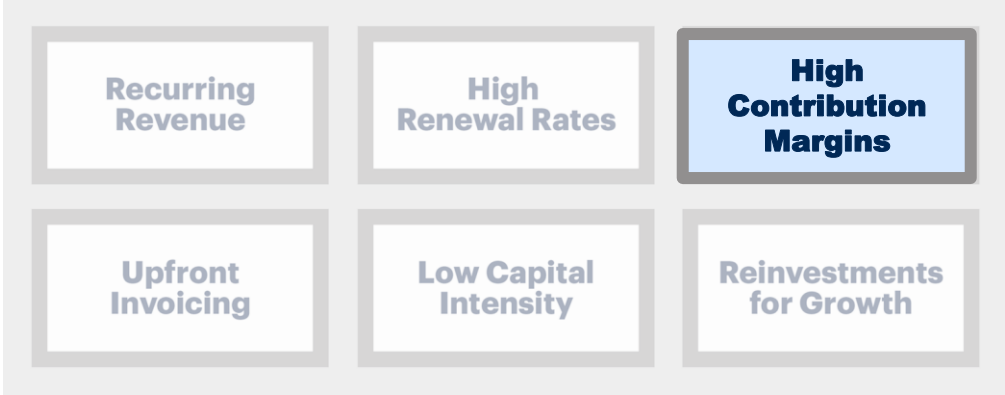 Recurring
Revenue
High
Renewal Rates
High
Contribution
Margins
Upfront
Invoicing
Low Capital
Intensity
Reinvestments
for Growth